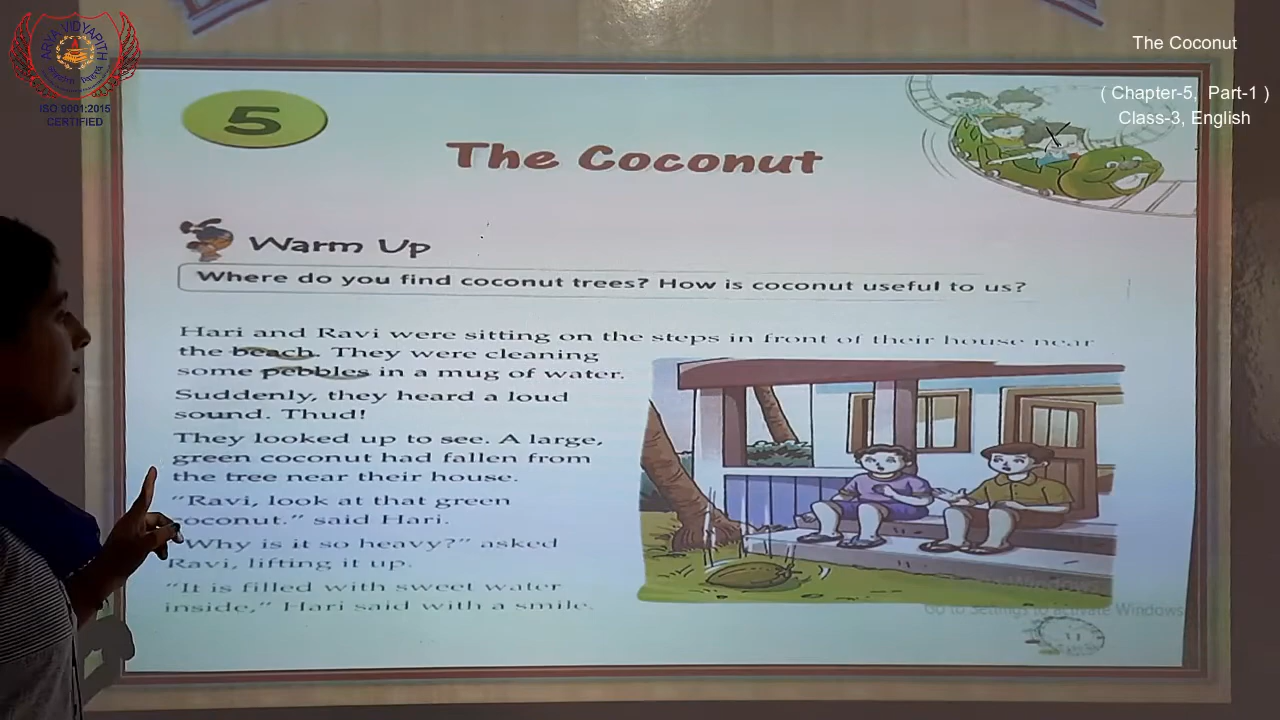 ARYA VIDYAPITH
ISO 9001:2015
CERTIFIED
The Coconut
( Chapter-5, Part-1 )
Class-3, English
5
The Coconut
Warm Up
Where do you find coconut trees? How is coconut useful to us?
Hari and Ravi were sitting on the steps in front of their house near
the beach. They were cleaning
some pebbles in a mug of water.
Suddenly, they heard a loud
sound. Thud!
They looked up to see. A large,
green coconut had fallen from
the tree near their house.
"Ravi, look at that green
coconut." said Hari.
"Why is it so heavy?" asked
Ravi, lifting it up.
"It is filled with sweet water
inside," Hari said with a smile.
Go to Settings to activate Windows
11